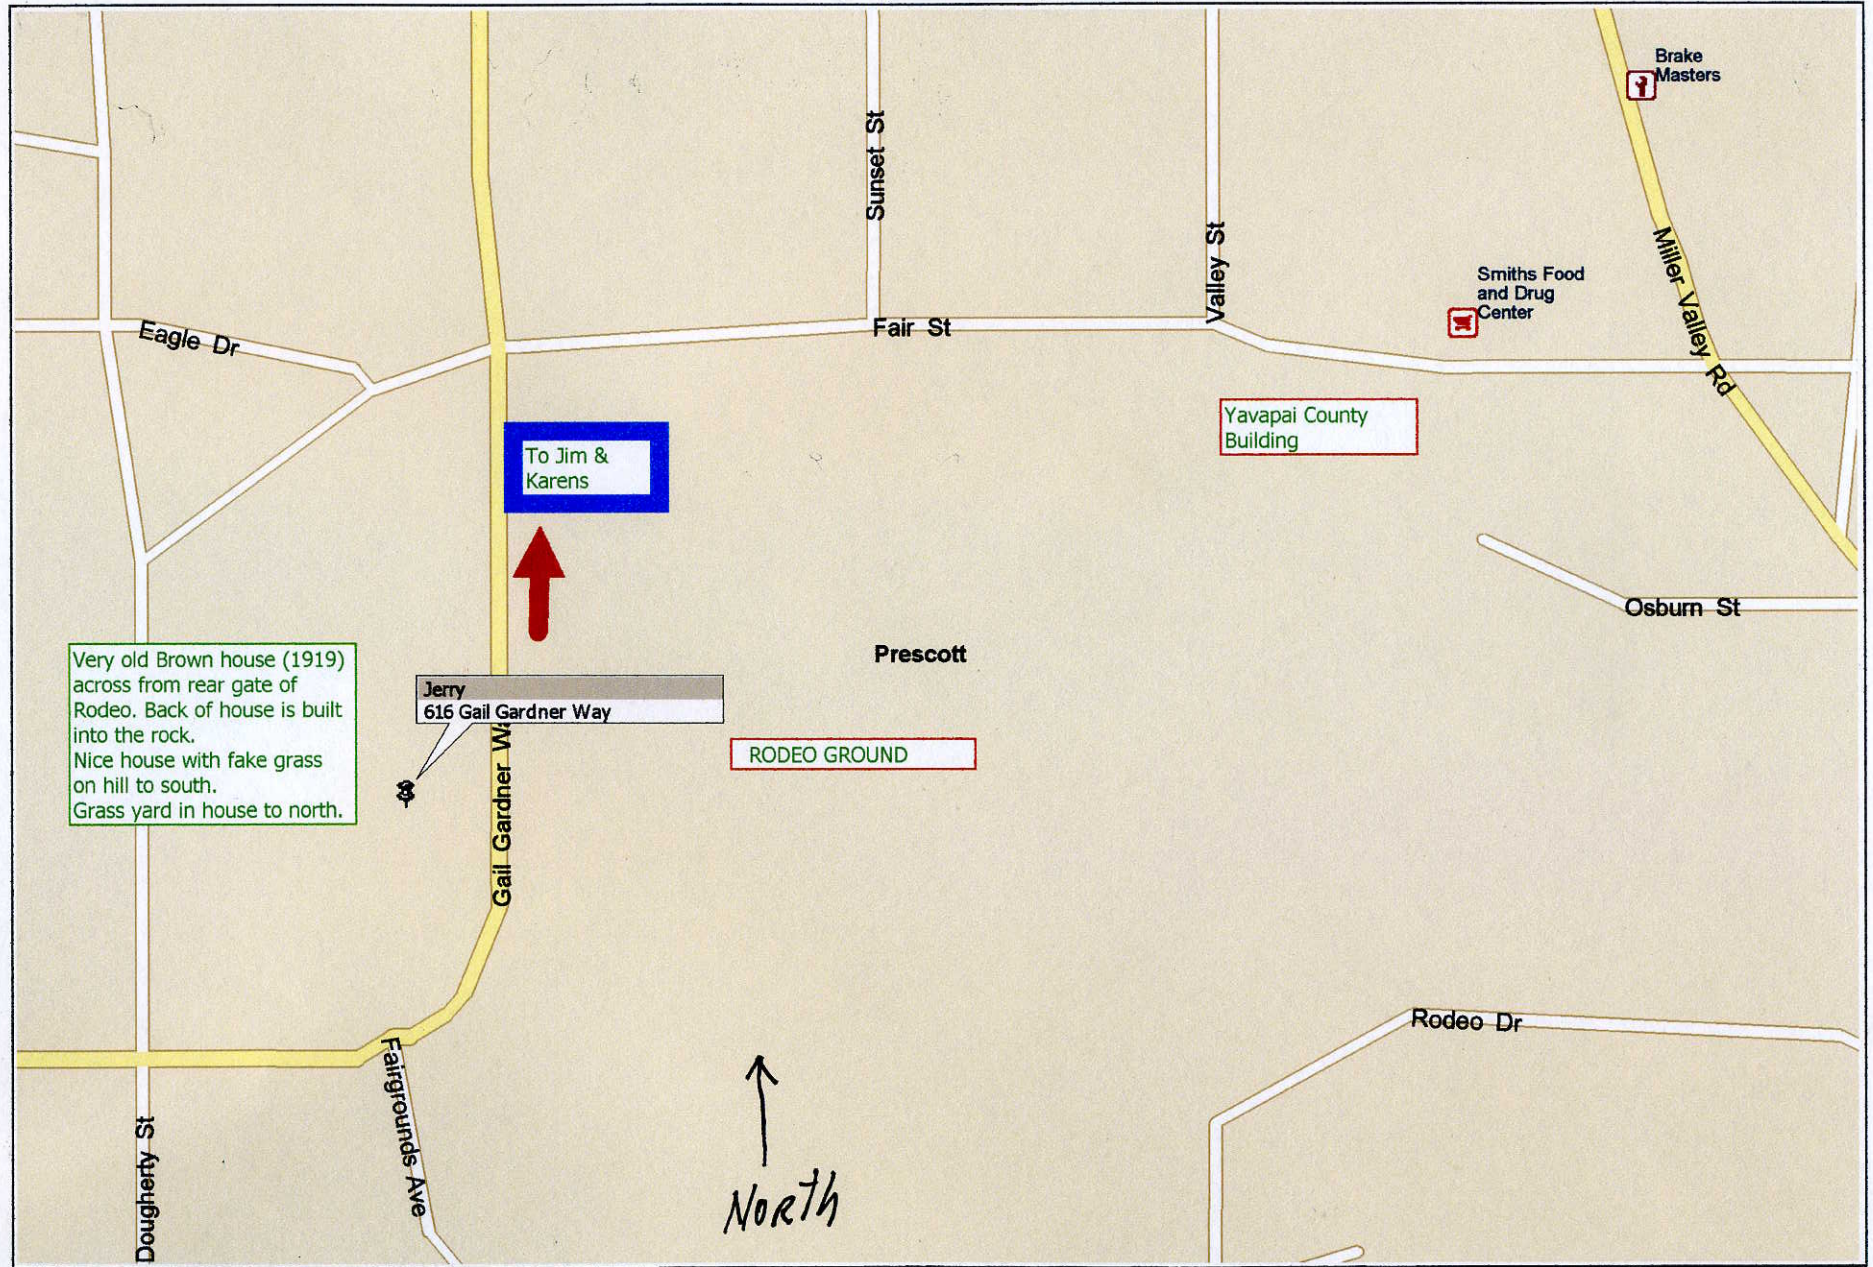 Brake
Masters
Sunset St
Valley St
Miller Valley Rd
Smiths Food
and Drug
Center
Eagle Dr
Fair St
Yavapai County
Building
To Jim &
Karens
Osburn St
Prescott
Very old Brown house (1919)
across from rear gate of
Rodeo. Back of house is built
into the rock.
Nice house with fake grass
on hill to south.
Grass yard in house to north.
Jerry
616 Gail Gardner Way
Gail Gardner Wa
RODEO GROUND
Rodeo Dr
Fairgrounds Ave
Dougherty St
NORTH